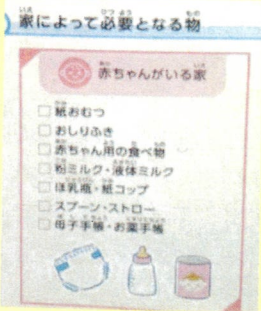 家によって必要となる物
赤ちゃんがいる家
□紙おむつ
□おしりふき
□赤ちゃん用の食べ物
□粉ミルク・液体ミルク
□ほ乳瓶・紙コップ
□スプーン・ストロー
□母子手帳・お薬手帳